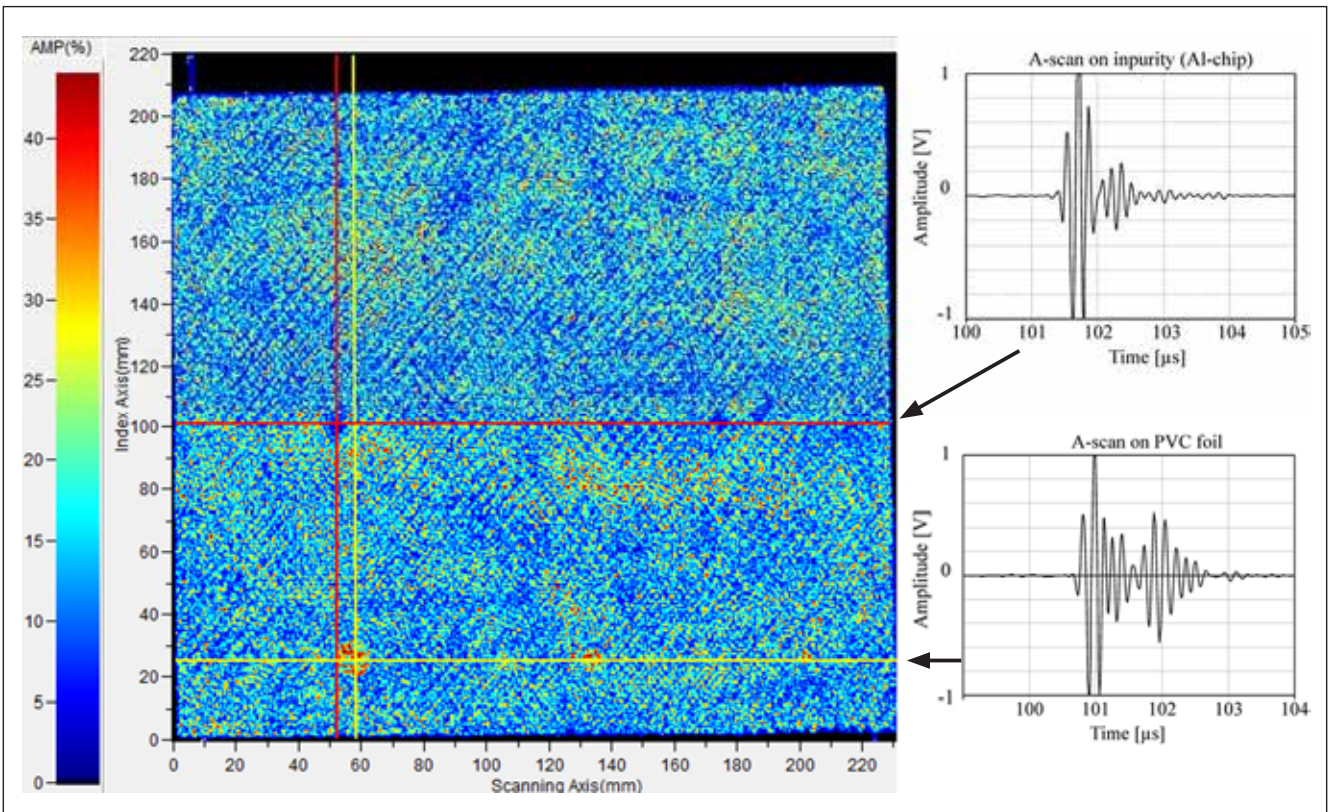 AMP(%)
40
35
30
25
20
15
10
5
0
220
200
180
160
140
120
100
80
60
40
20
0
Index Axis(mm)
0 20 40 60 80 100 120 140 160 180 200 220
Scanning Axis(mm)
A-scan on inpurity (AI-chip)
1
0
-1
Amplitude [V]
100 101 102 103 104 105
Time [µs]
A-scan on PVC foil
1
0
-1
Amplitude [V]
100 101 102 103 104
Time [µs]